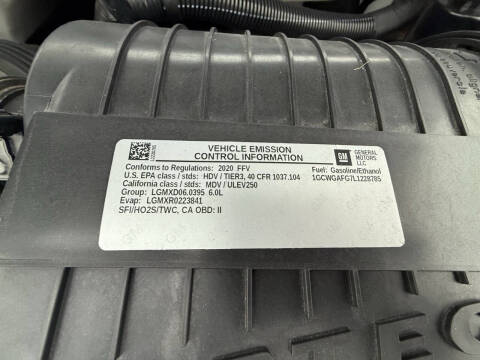 VEHICLE EMISSION
CONTROL INFORMATION
GM
GENERAL
MOTORS
LLC
Conforms to Regulations: 2020 FFV
Fuel: Gasoline/Ethanol
U.S. EPA class / stds: HDV / TIER3, 40 CFR 1037.104
1GCWGAFG7L1228785
California class / stds: MDV / ULEV250
Group: LGMXD06.0395 6.0L
Evap: LGMXR0223841
SFI/HO2S/TWC, CA OBD: II